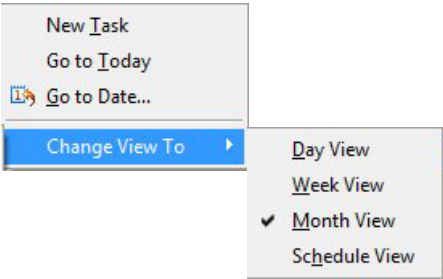 New Task
Go to Today
Go to Date...
Change View To
Day View
Week View
Month View
Schedule View